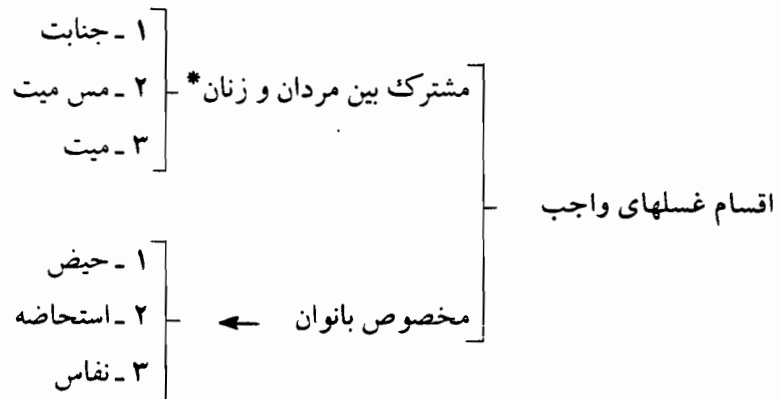 اقسام غسلهای واجب
مشترک بین مردان و زنان*
۱ ـ جنابت
۲ ـ مس میت
۳ ـ میت
مخصوص بانوان
۱ ـ حیض
۲ ـ استحاضه
۳ ـ نفاس